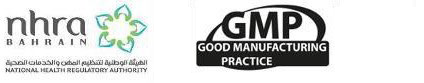 nhra
BAHRAIN
الهيئة الوطنية لتنظيم المهن والخدمات الصحية
NATIONAL HEALTH REGULATORY AUTHORITY
GMP
GOOD MANUFACTURING
PRACTICE